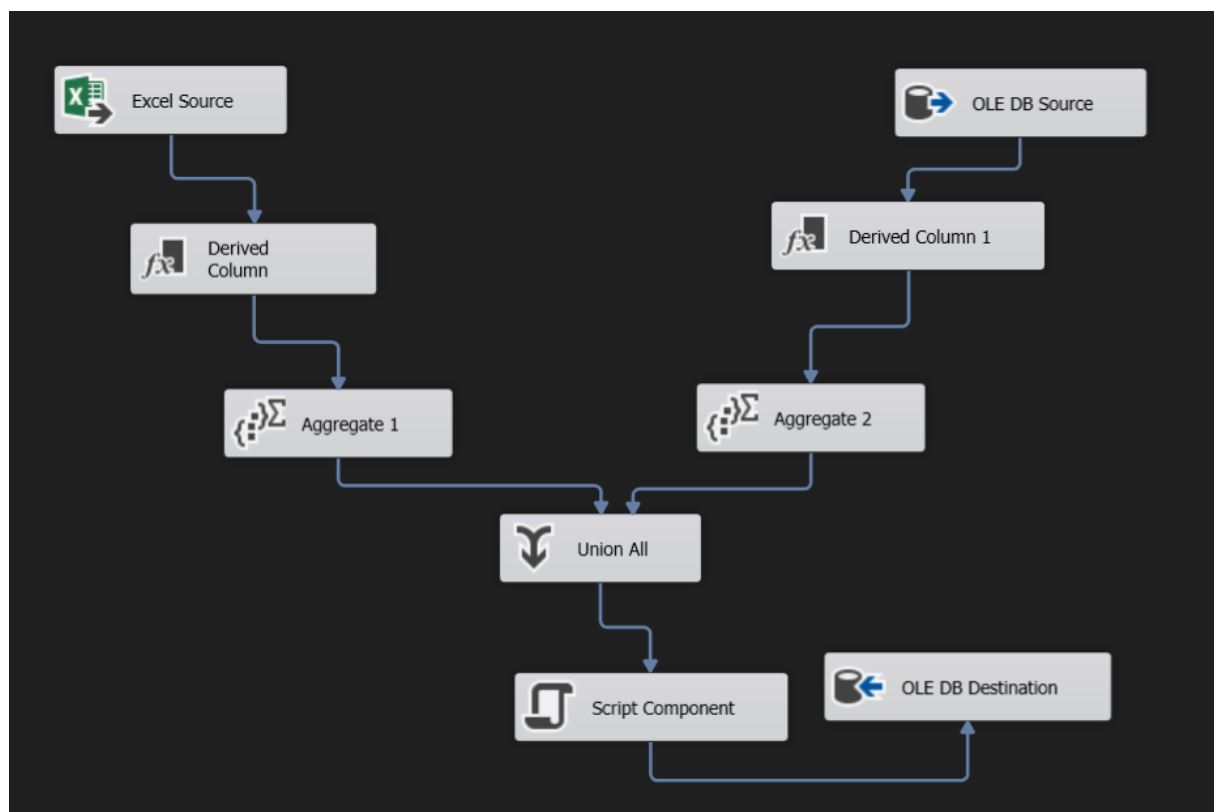 Excel Source
OLE DB Source
Derived
Column
Derived Column 1
Aggregate 1
Aggregate 2
Union All
Script Component
OLE DB Destination